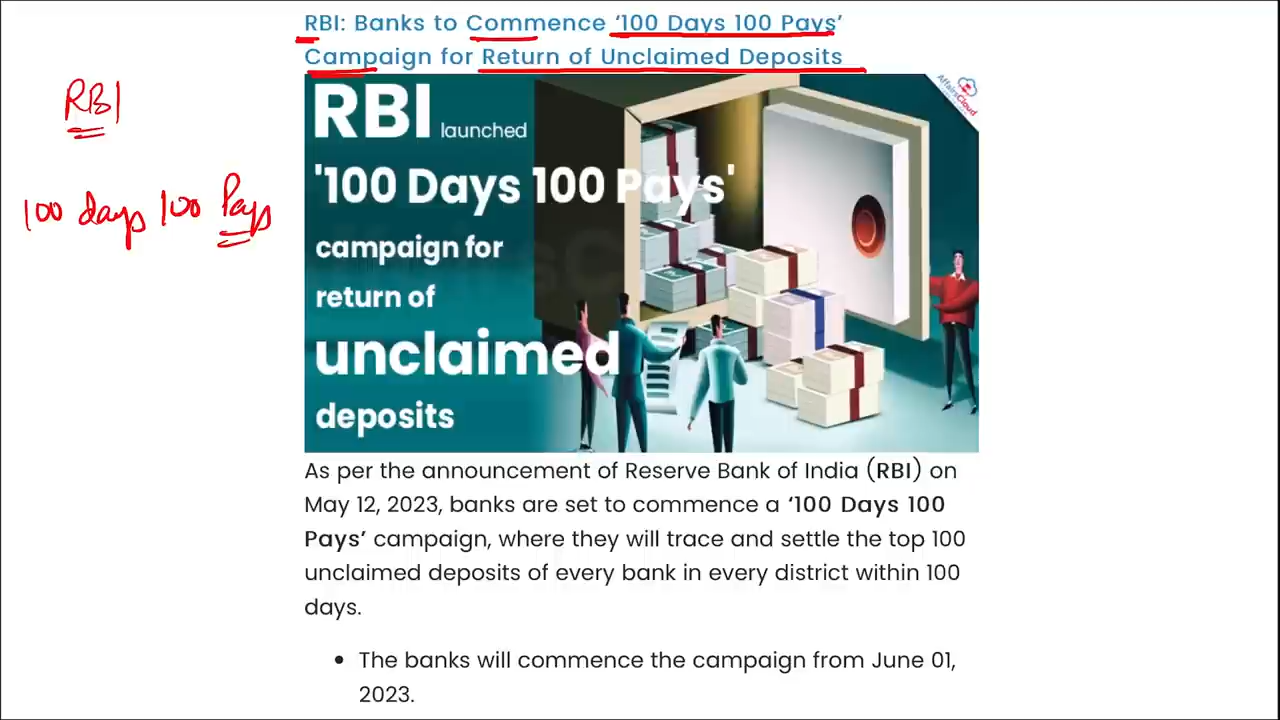 RBI: Banks to Commence ‘100 Days 100 Pays’
Campaign for Return of Unclaimed Deposits
RBI
100 days 100 Pays
RBI launched
'100 Days 100 Pays'
campaign for
return of
unclaimed
deposits
AffairsCloud
As per the announcement of Reserve Bank of India (RBI) on
May 12, 2023, banks are set to commence a ‘100 Days 100
Pays’ campaign, where they will trace and settle the top 100
unclaimed deposits of every bank in every district within 100
days.
• The banks will commence the campaign from June 01,
2023.